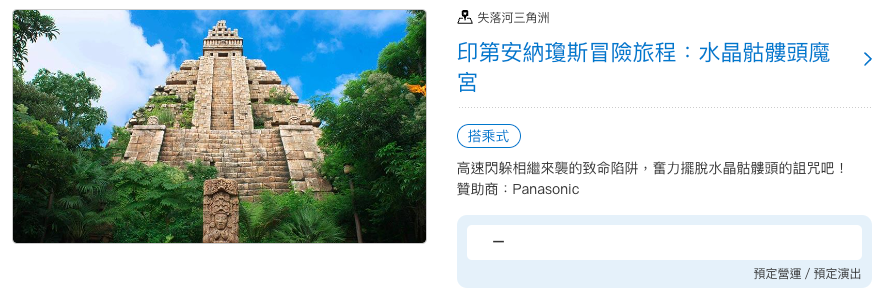 失落河三角洲
印第安納瓊斯冒險旅程：水晶骷髏頭魔
宮
搭乘式
高速閃躲相繼來襲的致命陷阱，奮力擺脫水晶骷髏頭的詛咒吧！
贊助商：Panasonic
–
預定營運 / 預定演出